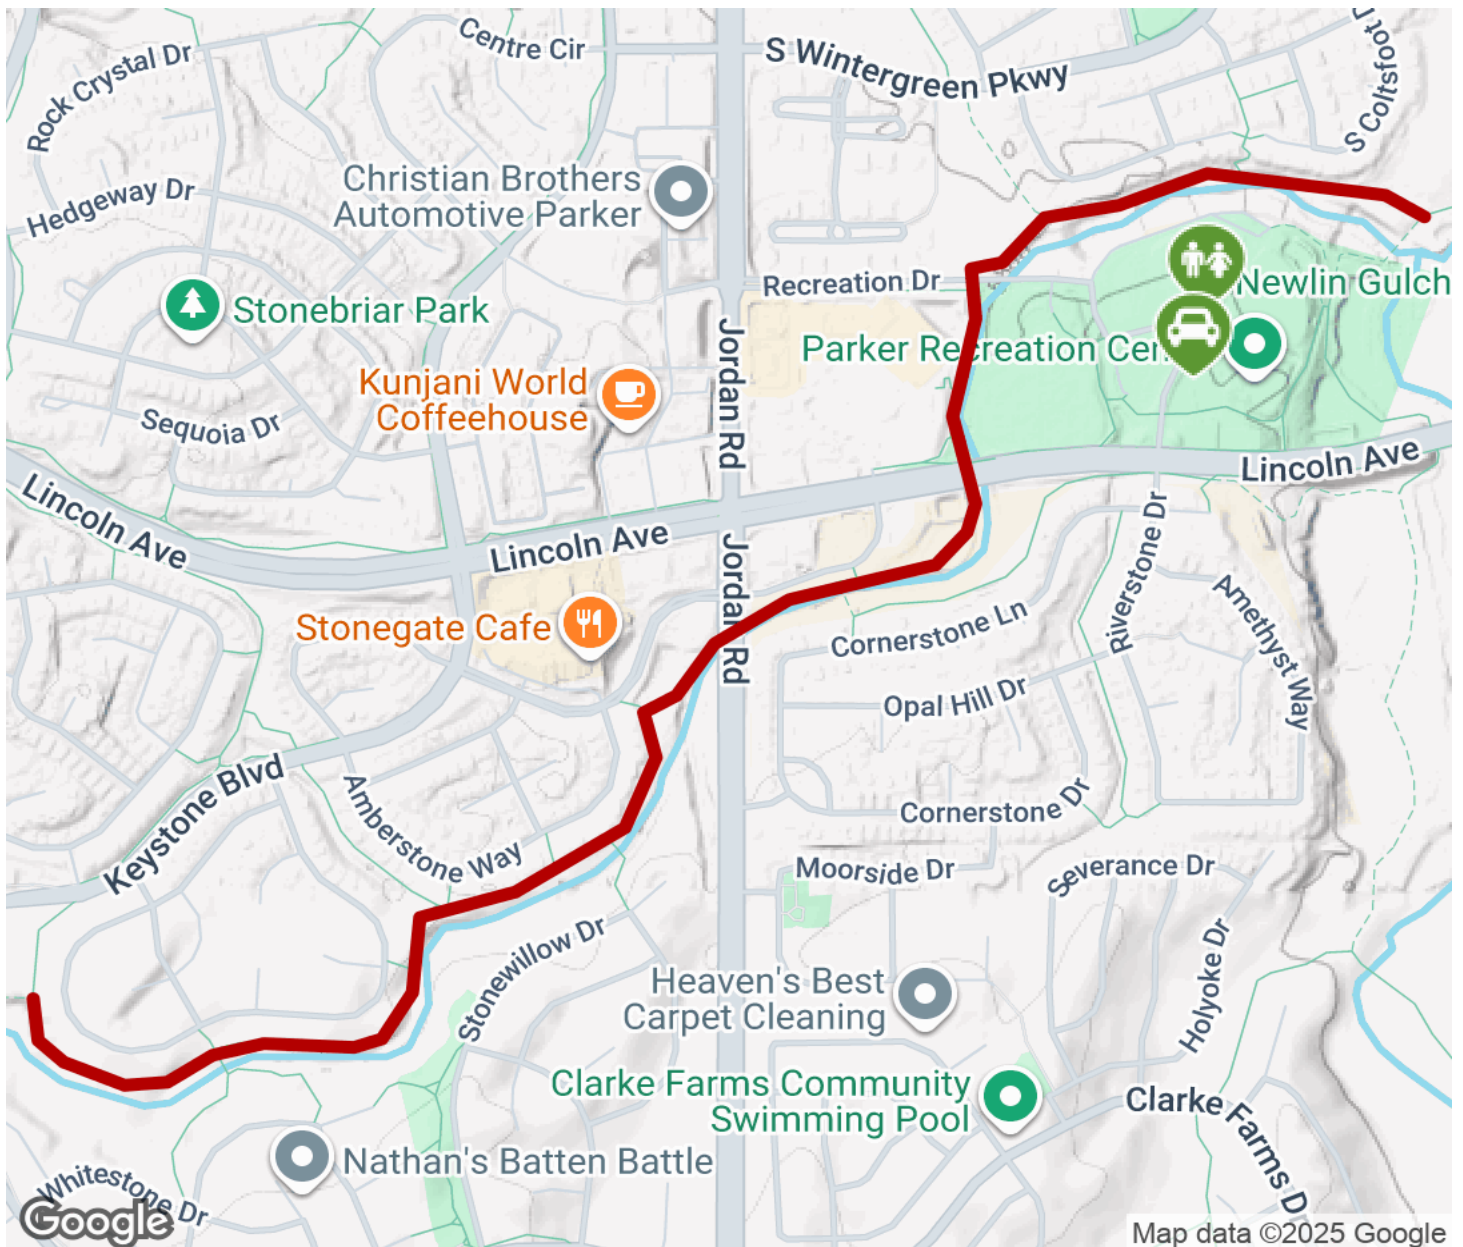 Centre Cir
S Wintergreen Pkwy
Rock Crystal Dr
S Coltsfoot
Christian Brothers
Automotive Parker
Hedgeway Dr
Recreation Dr
Newlin Gulch
Stonebriar Park
Jordan Rd
Parker Recreation Cen
Kunjani World
Coffeehouse
Sequoia Dr
Lincoln Ave
Lincoln Ave
Lincoln Ave
Jordan Rd
Riverstone Dr
Amethyst Way
Stonegate Cafe
Cornerstone Ln
Opal Hill Dr
Keystone Blvd
Amberstone Way
Cornerstone Dr
Moorside Dr
Severance Dr
Stonewillow Dr
Holyoke Dr
Heaven's Best
Carpet Cleaning
Clarke Farms Community
Swimming Pool
Clarke Farms D
Nathan's Batten Battle
Whitestone Dr
Google
Map data ©2025 Google